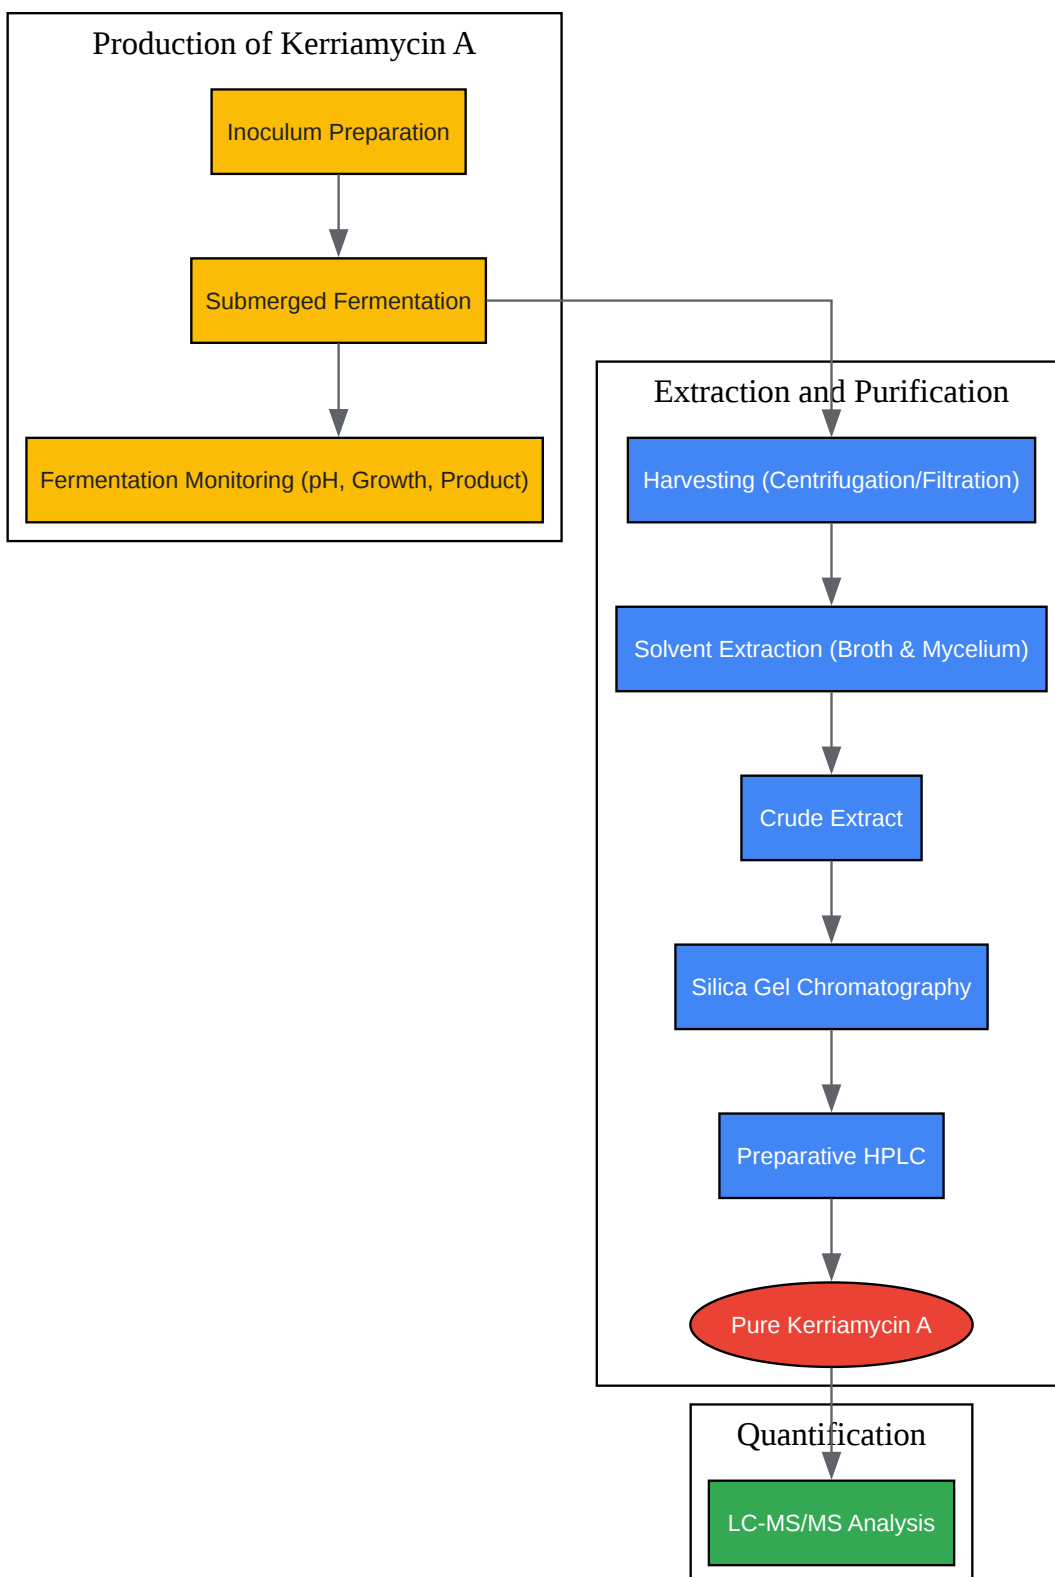 Production of Kerriamycin A
Inoculum Preparation
Submerged Fermentation
Fermentation Monitoring (pH, Growth, Product)
Extraction and Purification
Harvesting (Centrifugation/Filtration)
Solvent Extraction (Broth & Mycelium)
Crude Extract
Silica Gel Chromatography
Preparative HPLC
Pure Kerriamycin A
Quantification
LC-MS/MS Analysis